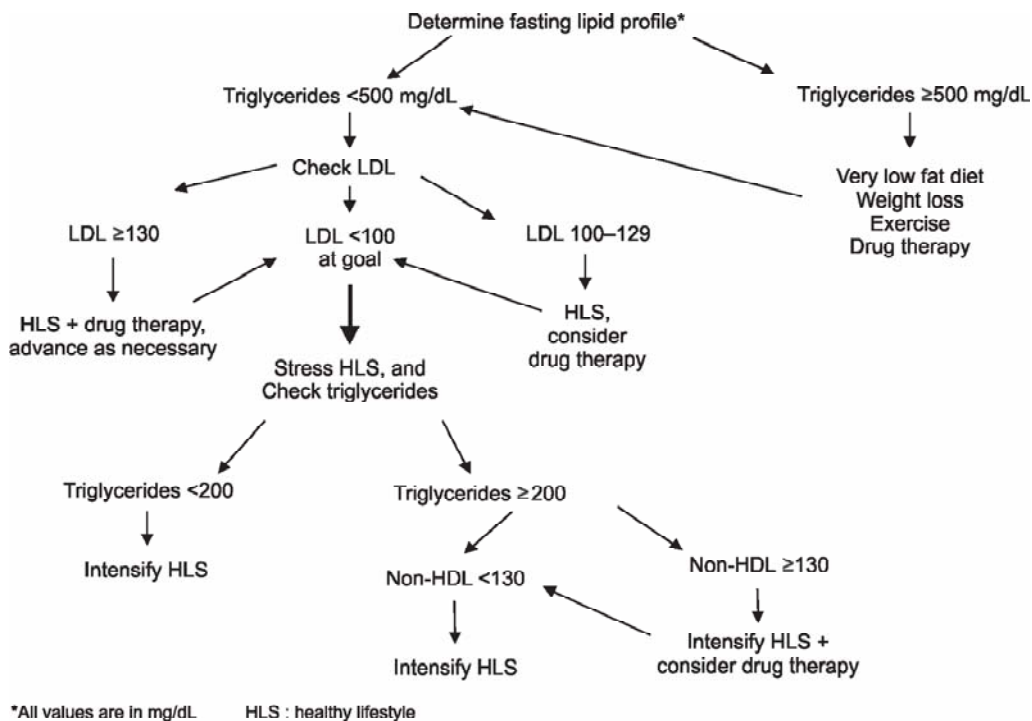 Determine fasting lipid profile*
Triglycerides <500 mg/dL
Triglycerides ≥500 mg/dL
Check LDL
Very low fat diet
Weight loss
Exercise
Drug therapy
LDL ≥130
LDL <100
at goal
LDL 100–129
HLS + drug therapy,
advance as necessary
HLS,
consider
drug therapy
Stress HLS, and
Check triglycerides
Triglycerides <200
Triglycerides ≥200
Intensify HLS
Non-HDL <130
Non-HDL ≥130
Intensify HLS
Intensify HLS +
consider drug therapy
*All values are in mg/dL HLS : healthy lifestyle